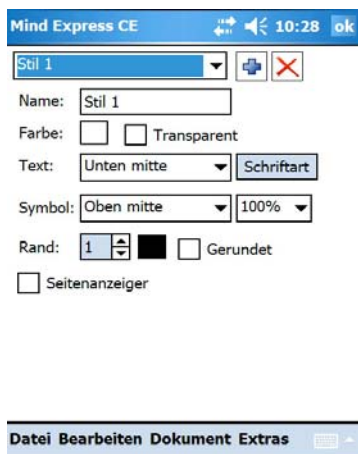 Mind Express CE 10:28 ok
Stil 1
Name: Stil 1
Farbe: Transparent
Text: Unten mitte Schriftart
Symbol: Oben mitte 100%
Rand: 1 Gerundet
Seitenanzeiger
Datei Bearbeiten Dokument Extras